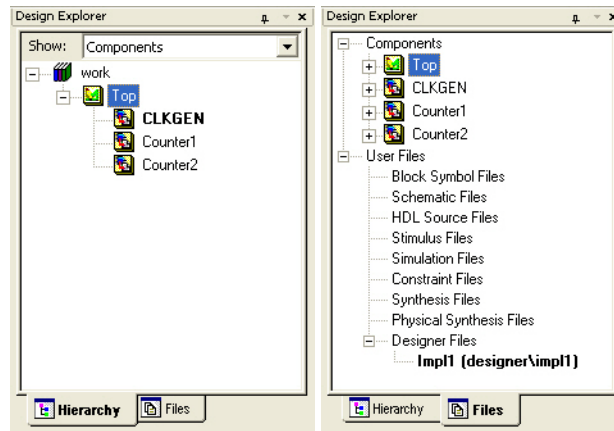 Design Explorer
Show: Components
work
Top
CLKGEN
Counter1
Counter2
Hierarchy Files
Design Explorer
Components
Top
CLKGEN
Counter1
Counter2
User Files
Block Symbol Files
Schematic Files
HDL Source Files
Stimulus Files
Simulation Files
Constraint Files
Synthesis Files
Physical Synthesis Files
Designer Files
Impl1 (designer\impl1)
Hierarchy Files